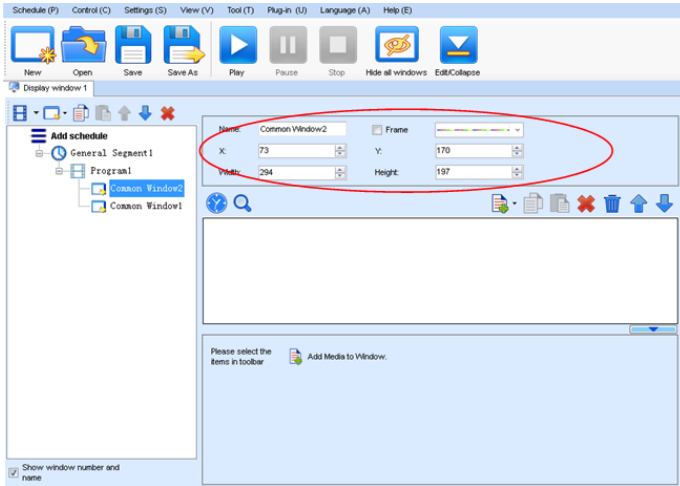 Schedule (P) Control (C) Settings (S) View (V) Tool (T) Plug-in (U) Language (A) Help (E)
New Open Save Save As Play Pause Stop Hide all windows Edit/Collapse
Display window 1
Add schedule
General Segment1
Program1
Common Window2
Common Window1
Show window number and
name
Name: Common Window2 Frame
X: 73 Y: 170
Width: 294 Height: 197
Please select the
items in toolbar
Add Media to Window.